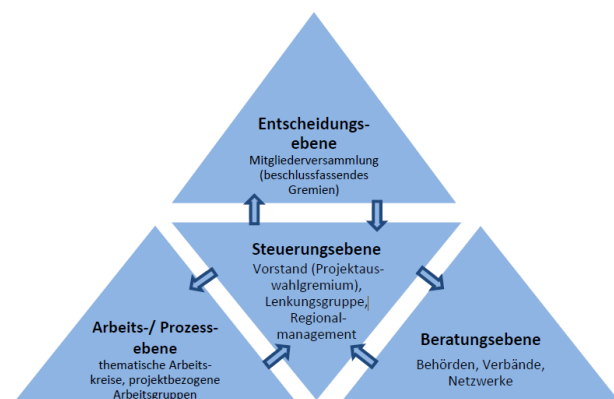 Entscheidungs-
ebene
Mitgliederversammlung
(beschlussfassendes
Gremien)
Steuerungsebene
Vorstand (Projektaus-
wahlgremium),
Lenkungsgruppe,
Regional-
management
Arbeits-/ Prozess-
ebene
thematische Arbeits-
kreise, projektbezogene
Arbeitsgruppen
Beratungsebene
Behörden, Verbände,
Netzwerke